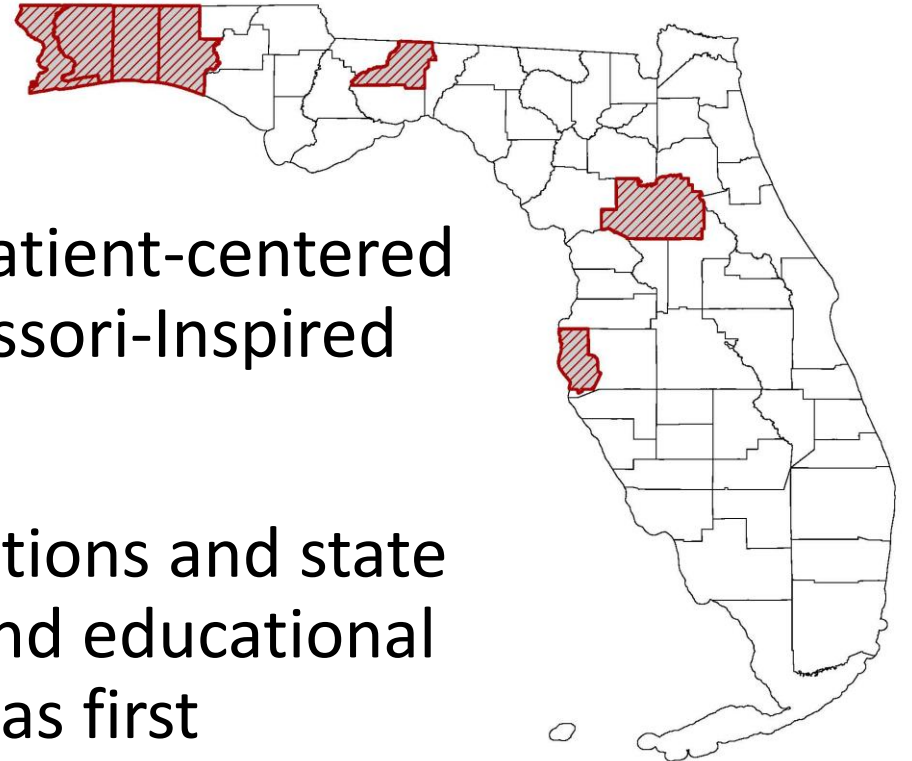 atient-centered
ssori-Inspired
tions and state
nd educational
as first